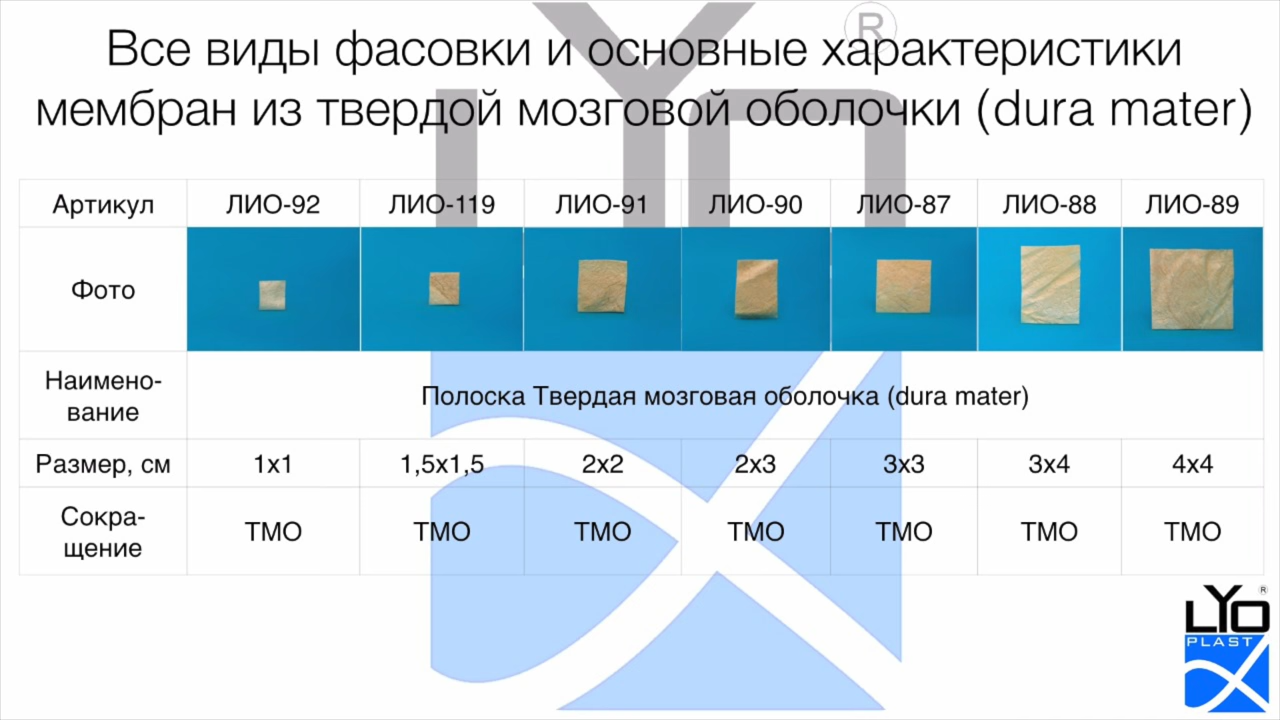 Все виды фасовки и основные характеристики
мембран из твердой мозговой оболочки (dura mater)
Артикул ЛИО-92 ЛИО-119 ЛИО-91 ЛИО-90 ЛИО-87 ЛИО-88 ЛИО-89
Фото
Наимено-
вание
Полоска Твердая мозговая оболочка (dura mater)
Размер, см 1x1 1,5x1,5 2x2 2x3 3x3 3x4 4x4
Сокра-
щение
ТМО ТМО ТМО ТМО ТМО ТМО ТМО
LYO ®
PLAST
LYO ®